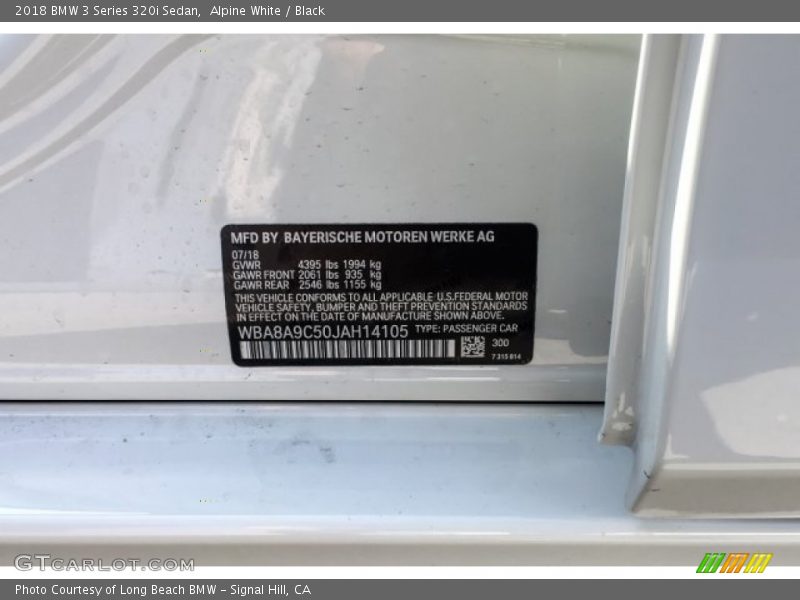 2018 BMW 3 Series 320i Sedan,  Alpine White / Black
MFD BY BAYERISCHE MOTOREN WERKE AG
07/18
GVWR 4395 lbs 1994 kg
GAWR FRONT 2061 lbs 935 kg
GAWR REAR 2546 lbs 1155 kg
THIS VEHICLE CONFORMS TO ALL APPLICABLE U.S.FEDERAL MOTOR
VEHICLE SAFETY, BUMPER AND THEFT PREVENTION STANDARDS
IN EFFECT ON THE DATE OF MANUFACTURE SHOWN ABOVE.
WBA8A9C50JAH14105 TYPE: PASSENGER CAR
300
7 315 814
GTCARLOT.COM
Photo Courtesy of Long Beach BMW – Signal Hill, CA